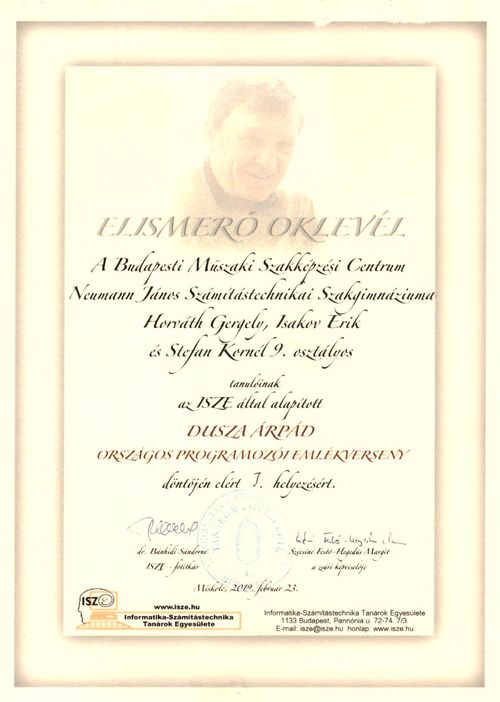 ELISMERŐ OKLEVÉL
A Budapesti Műszaki Szakképzési Centrum
Neumann János Számítástechnikai Szakgimnáziuma
Horváth Gergely, Isakov Erik
és Stefan Kornél 9. osztályos
tanulóinak
az ISZE által alapított
DUSZA ÁRPÁD
ORSZÁGOS PROGRAMOZÓI EMLÉKVERSENY
döntőjén elért I. helyezésért.
dr. Bánhidi Sándorné
ISZE - főtitkár
Szécsiné Festő-Hegedűs Margit
a zsűri képviselője
Miskolc, 2019. február 23.
ISZE
www.isze.hu
Informatika-Számítástechnika
Tanárok Egyesülete
Informatika-Számítástechnika Tanárok Egyesülete
1133 Budapest, Pannónia u. 72-74. 7/3.
E-mail: isze@isze.hu honlap: www.isze.hu